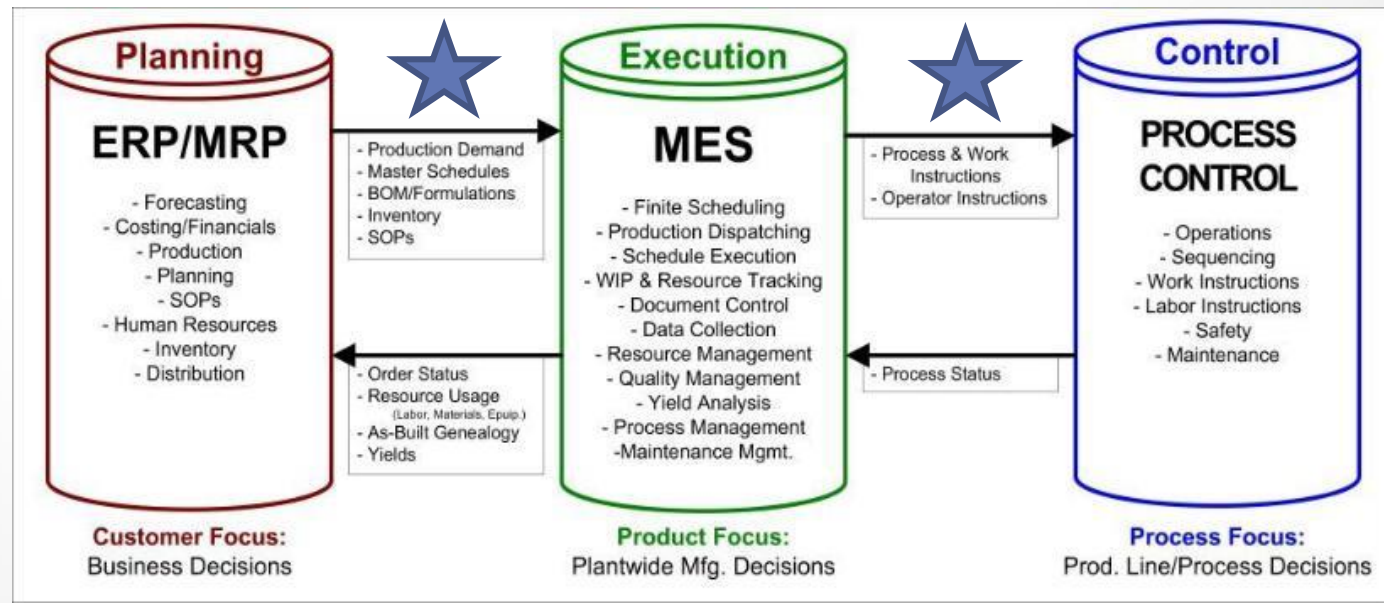 Planning
ERP/MRP
- Forecasting
- Costing/Financials
- Production
- Planning
- SOPs
- Human Resources
- Inventory
- Distribution
Customer Focus:
Business Decisions
- Production Demand
- Master Schedules
- BOM/Formulations
- Inventory
- SOPs
- Order Status
- Resource Usage
(Labor, Materials, Epuip.)
- As-Built Genealogy
- Yields
Execution
MES
- Finite Scheduling
- Production Dispatching
- Schedule Execution
- WIP & Resource Tracking
- Document Control
- Data Collection
- Resource Management
- Quality Management
- Yield Analysis
- Process Management
-Maintenance Mgmt.
Product Focus:
Plantwide Mfg. Decisions
- Process & Work
Instructions
- Operator Instructions
- Process Status
Control
PROCESS
CONTROL
- Operations
- Sequencing
- Work Instructions
- Labor Instructions
- Safety
- Maintenance
Process Focus:
Prod. Line/Process Decisions